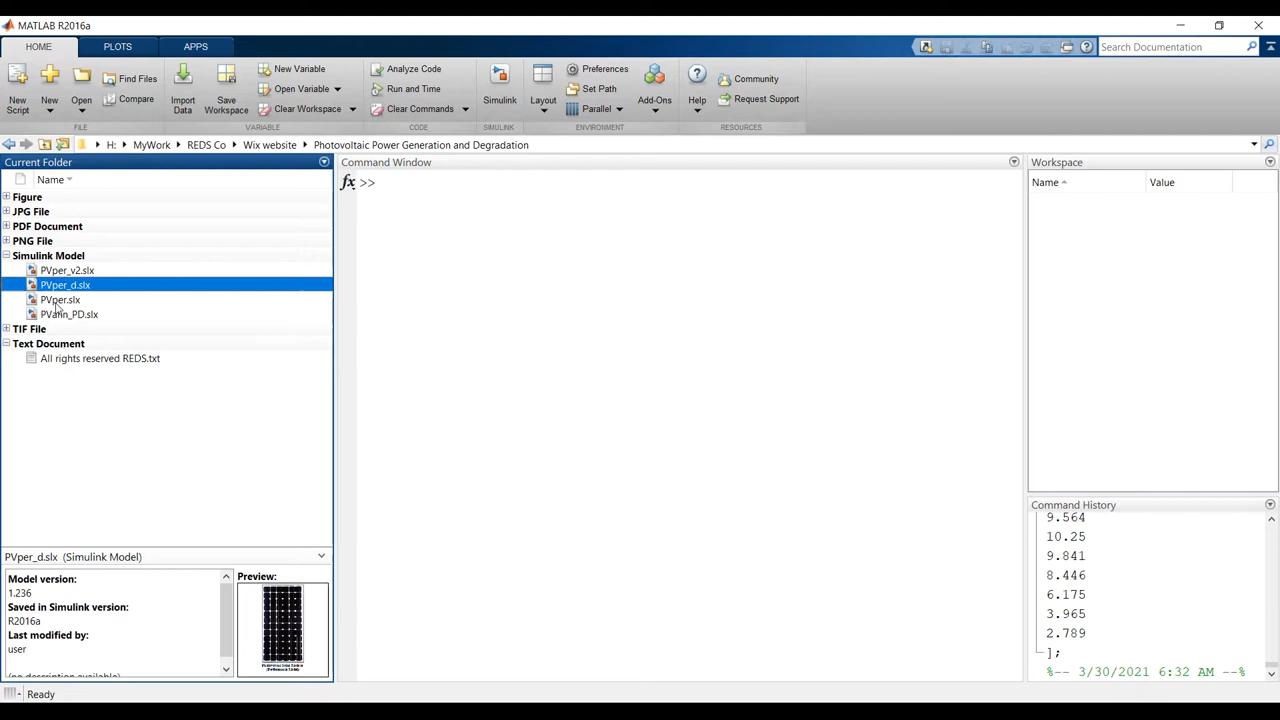 MATLAB R2016a
HOME PLOTS APPS
Search Documentation
New Script
New
Open
Find Files
Compare
Import Data
Save Workspace
New Variable
Open Variable
Clear Workspace
Analyze Code
Run and Time
Clear Commands
Simulink
Layout
Preferences
Set Path
Parallel
Add-Ons
Help
Community
Request Support
FILE VARIABLE CODE SIMULINK ENVIRONMENT RESOURCES
H: MyWork REDS Co Wix website Photovoltaic Power Generation and Degradation
Current Folder
Name
Figure
JPG File
PDF Document
PNG File
Simulink Model
PVper_v2.slx
PVper_d.slx
PVper.slx
PVann_PD.slx
TIF File
Text Document
All rights reserved REDS.txt
PVper_d.slx (Simulink Model)
Model version:
1.236
Saved in Simulink version:
R2016a
Last modified by:
user
(no description available)
Preview:
Command Window
fx >>
Workspace
Name Value
Command History
9.564
10.25
9.841
8.446
6.175
3.965
2.789
];
%-- 3/30/2021 6:32 AM --%
Ready